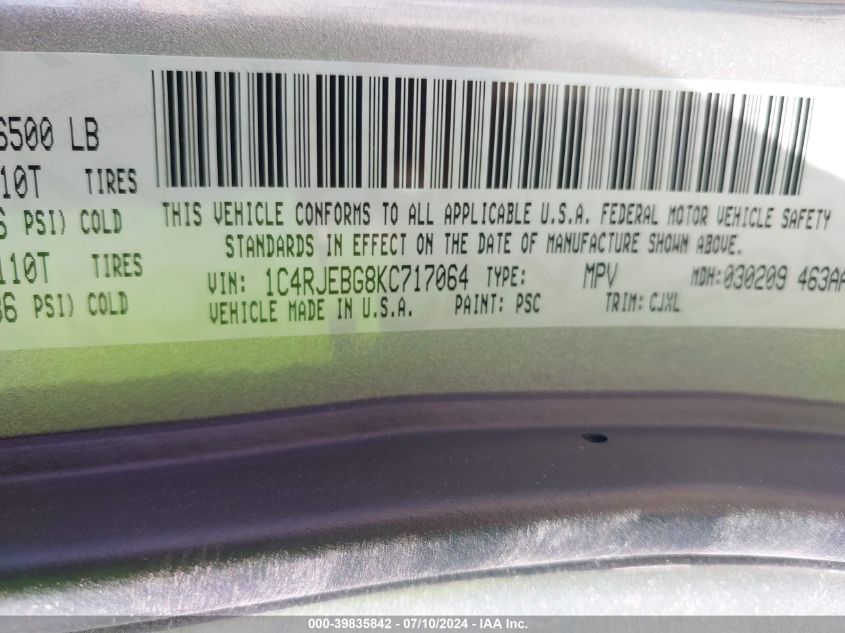 6500 LB
10T TIRES
6 PSI) COLD
110T TIRES
36 PSI) COLD
THIS VEHICLE CONFORMS TO ALL APPLICABLE U.S.A. FEDERAL MOTOR VEHICLE SAFETY
STANDARDS IN EFFECT ON THE DATE OF MANUFACTURE SHOWN ABOVE.
VIN: 1C4RJEBG8KC717064 TYPE: MPV MDH:030209 463AA
VEHICLE MADE IN U.S.A. PAINT: PSC TRIM: CJXL
000-39835842 - 07/10/2024 - IAA Inc.